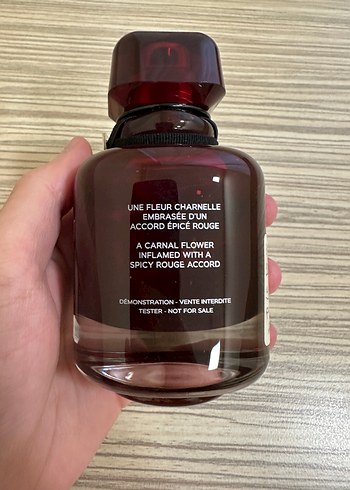 UNE FLEUR CHARNELLE
EMBRASÉE D'UN
ACCORD ÉPICÉ ROUGE
A CARNAL FLOWER
INFLAMED WITH A
SPICY ROUGE ACCORD
DÉMONSTRATION - VENTE INTERDITE
TESTER - NOT FOR SALE